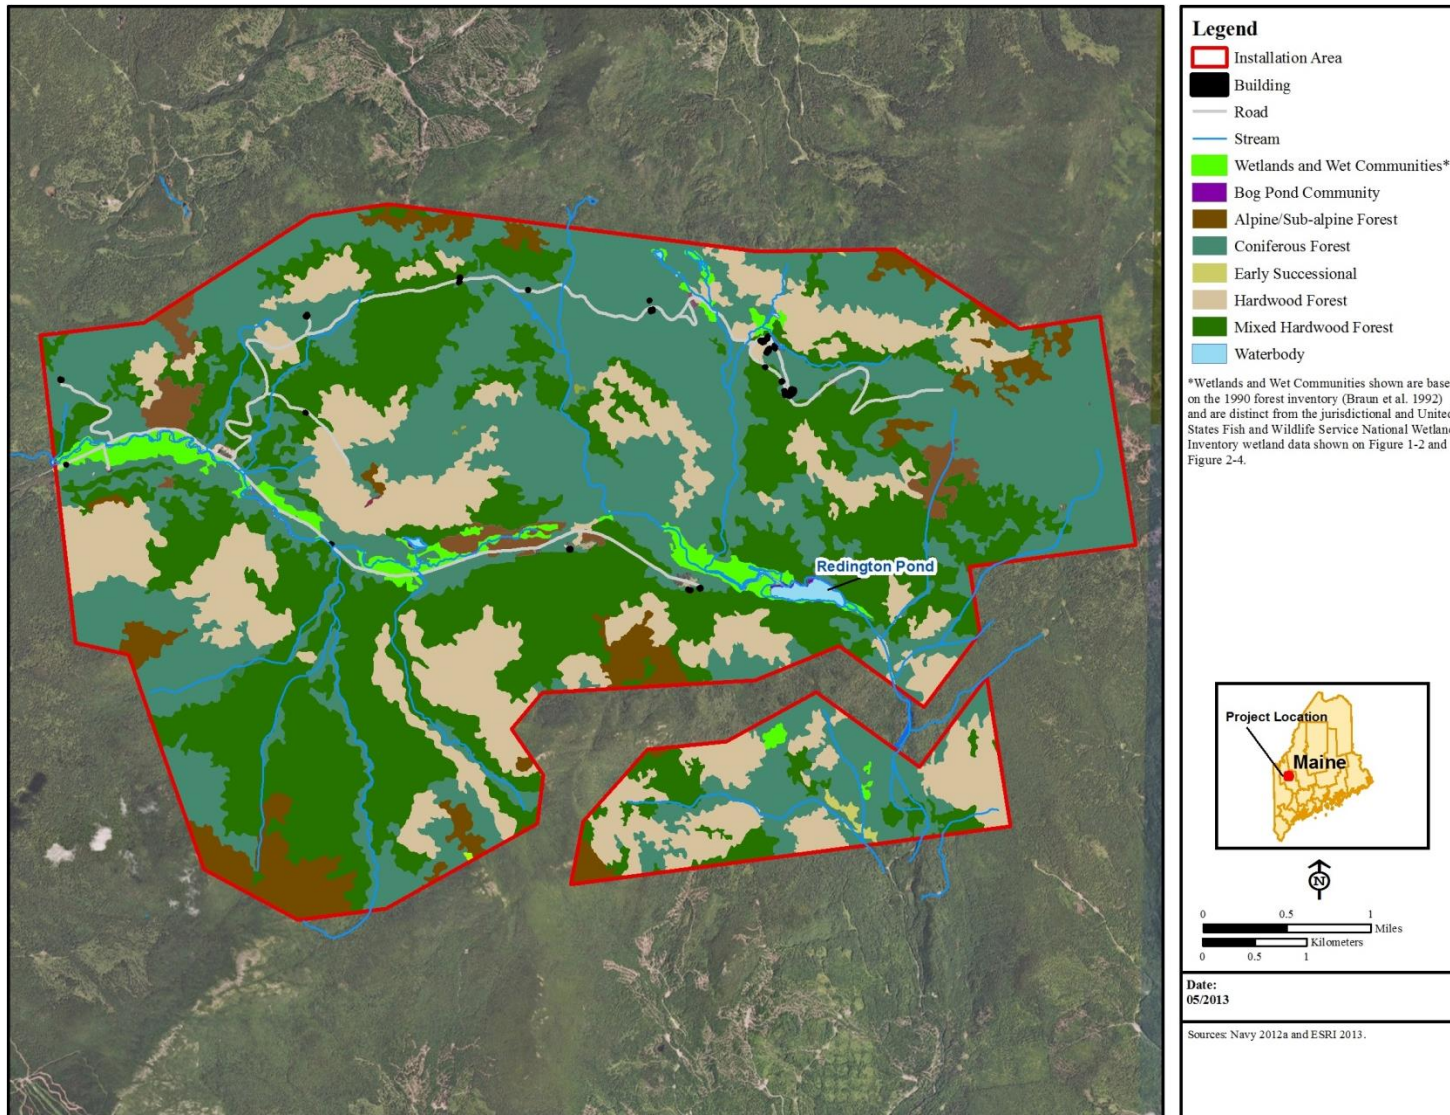 Legend
Installation Area
Building
Road
Stream
Wetlands and Wet Communities*
Bog Pond Community
Alpine/Sub-alpine Forest
Coniferous Forest
Early Successional
Hardwood Forest
Mixed Hardwood Forest
Waterbody
*Wetlands and Wet Communities shown are base
on the 1990 forest inventory (Braun et al. 1992)
and are distinct from the jurisdictional and United
States Fish and Wildlife Service National Wetland
Inventory wetland data shown on Figure 1-2 and
Figure 2-4.
Redington Pond
Project Location
Maine
N
0 0.5 1
Miles
Kilometers
0 0.5 1
Date:
05/2013
Sources: Navy 2012a and ESRI 2013.